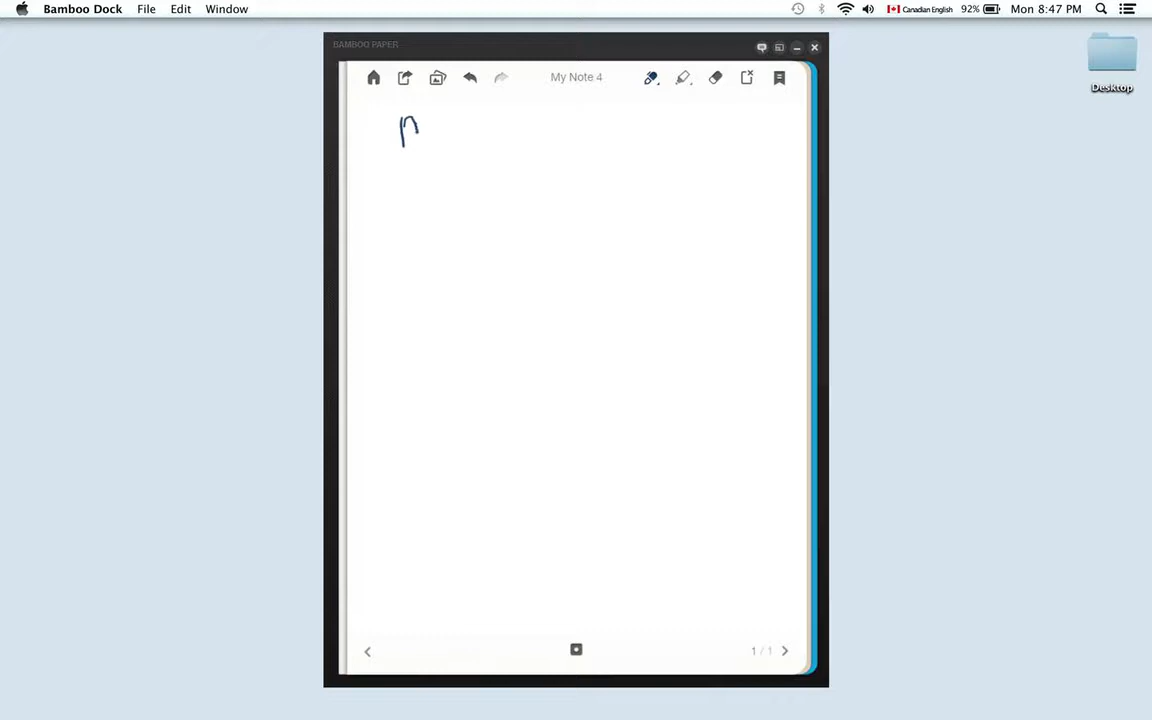 Bamboo Dock File Edit Window Canadian English 92% Mon 8:47 PM
BAMBOO PAPER
My Note 4
Desktop
1 / 1